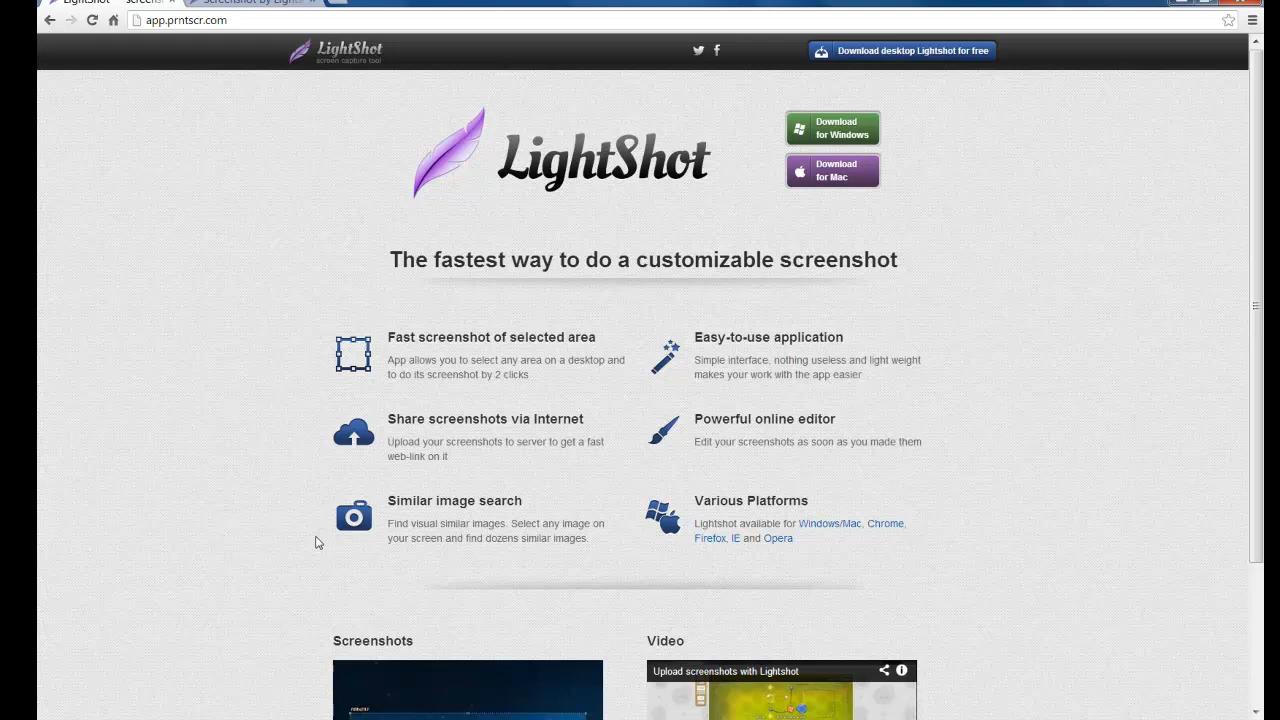 LightShot — screensh
Screenshot by Lights
app.prntscr.com
LightShot
screen capture tool
Download desktop Lightshot for free
LightShot
Download
for Windows
Download
for Mac
The fastest way to do a customizable screenshot
Fast screenshot of selected area
App allows you to select any area on a desktop and
to do its screenshot by 2 clicks
Easy-to-use application
Simple interface, nothing useless and light weight
makes your work with the app easier
Share screenshots via Internet
Upload your screenshots to server to get a fast
web-link on it
Powerful online editor
Edit your screenshots as soon as you made them
Similar image search
Find visual similar images. Select any image on
your screen and find dozens similar images.
Various Platforms
Lightshot available for Windows/Mac, Chrome,
Firefox, IE and Opera
Screenshots
Video
Upload screenshots with Lightshot